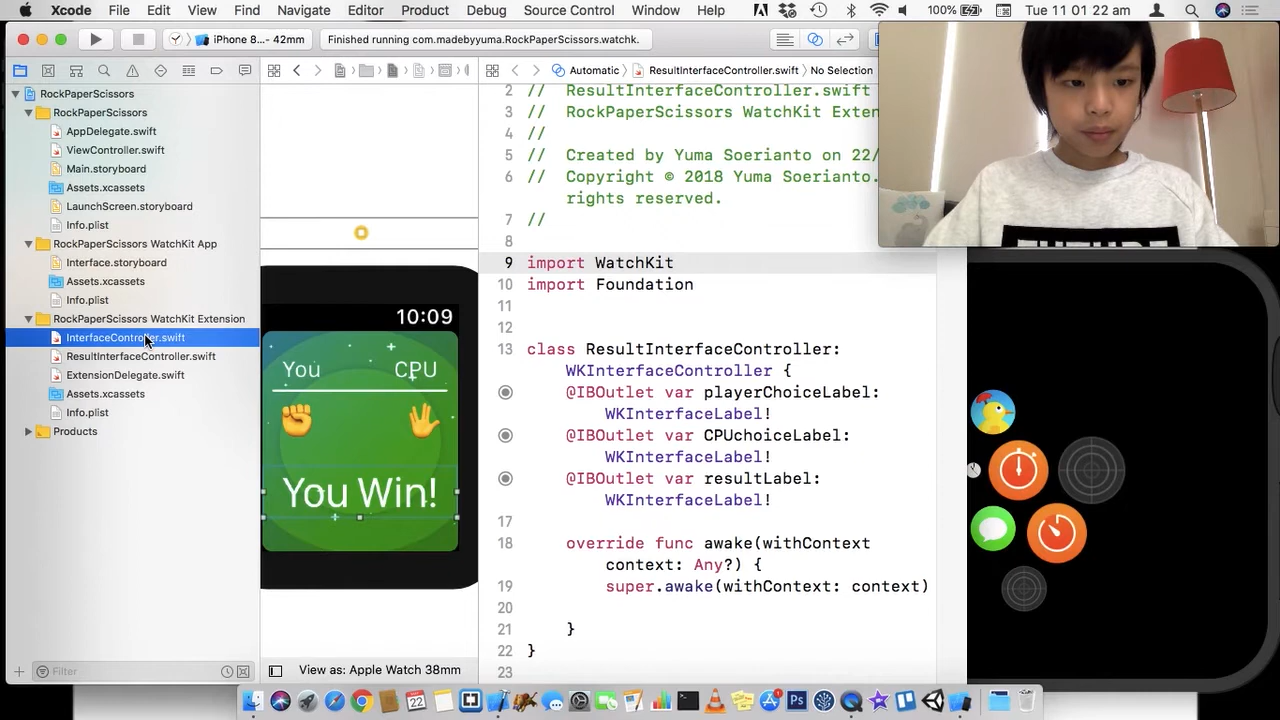 Xcode File Edit View Find Navigate Editor Product Debug Source Control Window Help 100% Tue 11 01 22 am
iPhone 8...- 42mm Finished running com.madebyyuma.RockPaperScissors.watchk.
Automatic ResultInterfaceController.swift No Selection
RockPaperScissors
RockPaperScissors
AppDelegate.swift
ViewController.swift
Main.storyboard
Assets.xcassets
LaunchScreen.storyboard
Info.plist
RockPaperScissors WatchKit App
Interface.storyboard
Assets.xcassets
Info.plist
RockPaperScissors WatchKit Extension
InterfaceController.swift
ResultInterfaceController.swift
ExtensionDelegate.swift
Assets.xcassets
Info.plist
Products
Filter
10:09
You CPU
You Win!
View as: Apple Watch 38mm
2 // ResultInterfaceController.swift
3 // RockPaperScissors WatchKit Exten
4 //
5 // Created by Yuma Soerianto on 22/
6 // Copyright © 2018 Yuma Soerianto.
rights reserved.
7 //
8
9 import WatchKit
10 import Foundation
11
12
13 class ResultInterfaceController:
WKInterfaceController {
@IBOutlet var playerChoiceLabel:
WKInterfaceLabel!
@IBOutlet var CPUchoiceLabel:
WKInterfaceLabel!
@IBOutlet var resultLabel:
WKInterfaceLabel!
17
18 override func awake(withContext
context: Any?) {
19 super.awake(withContext: context)
20
21 }
22 }
23